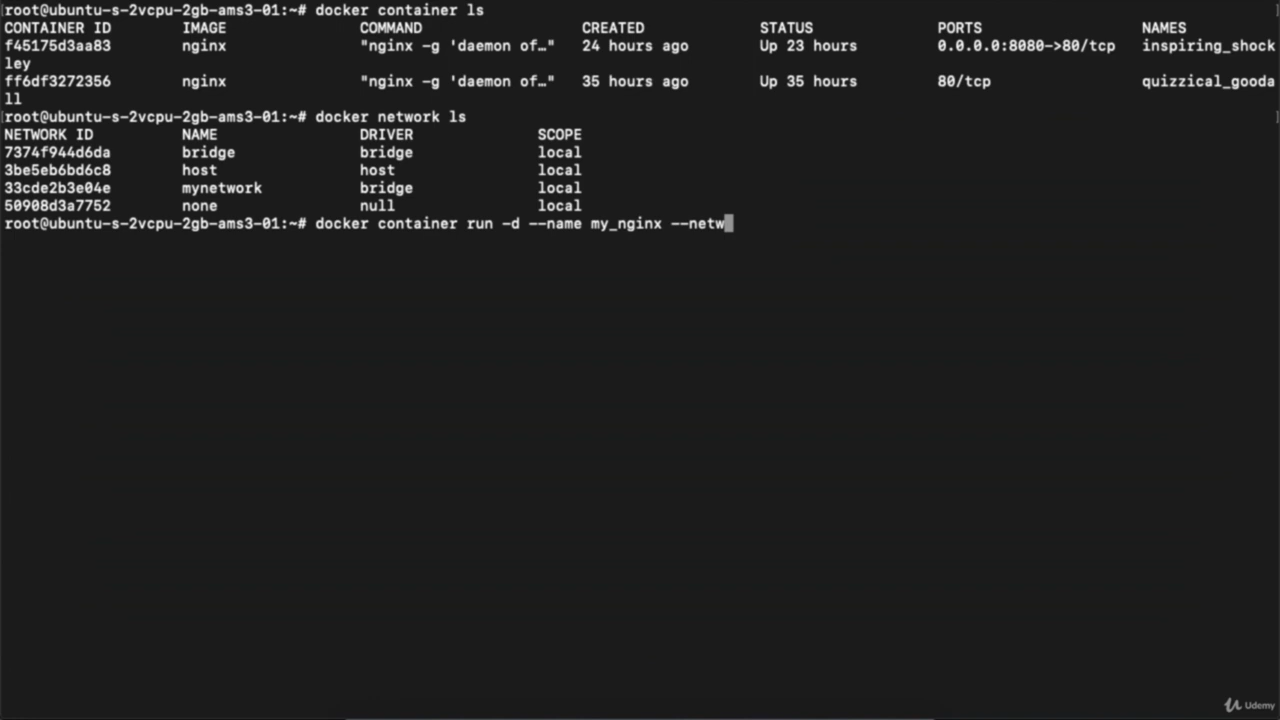 root@ubuntu-s-2vcpu-2gb-ams3-01:~# docker container ls
CONTAINER ID        IMAGE               COMMAND                  CREATED             STATUS              PORTS                  NAMES
f45175d3aa83        nginx               "nginx -g 'daemon of…"   24 hours ago        Up 23 hours         0.0.0.0:8080->80/tcp   inspiring_shock
ley
ff6df3272356        nginx               "nginx -g 'daemon of…"   35 hours ago        Up 35 hours         80/tcp                 quizzical_gooda
ll
root@ubuntu-s-2vcpu-2gb-ams3-01:~# docker network ls
NETWORK ID          NAME                DRIVER              SCOPE
7374f944d6da        bridge              bridge              local
3be5eb6bd6c8        host                host                local
33cde2b3e04e        mynetwork           bridge              local
50908d3a7752        none                null                local
root@ubuntu-s-2vcpu-2gb-ams3-01:~# docker container run -d --name my_nginx --netw
Udemy